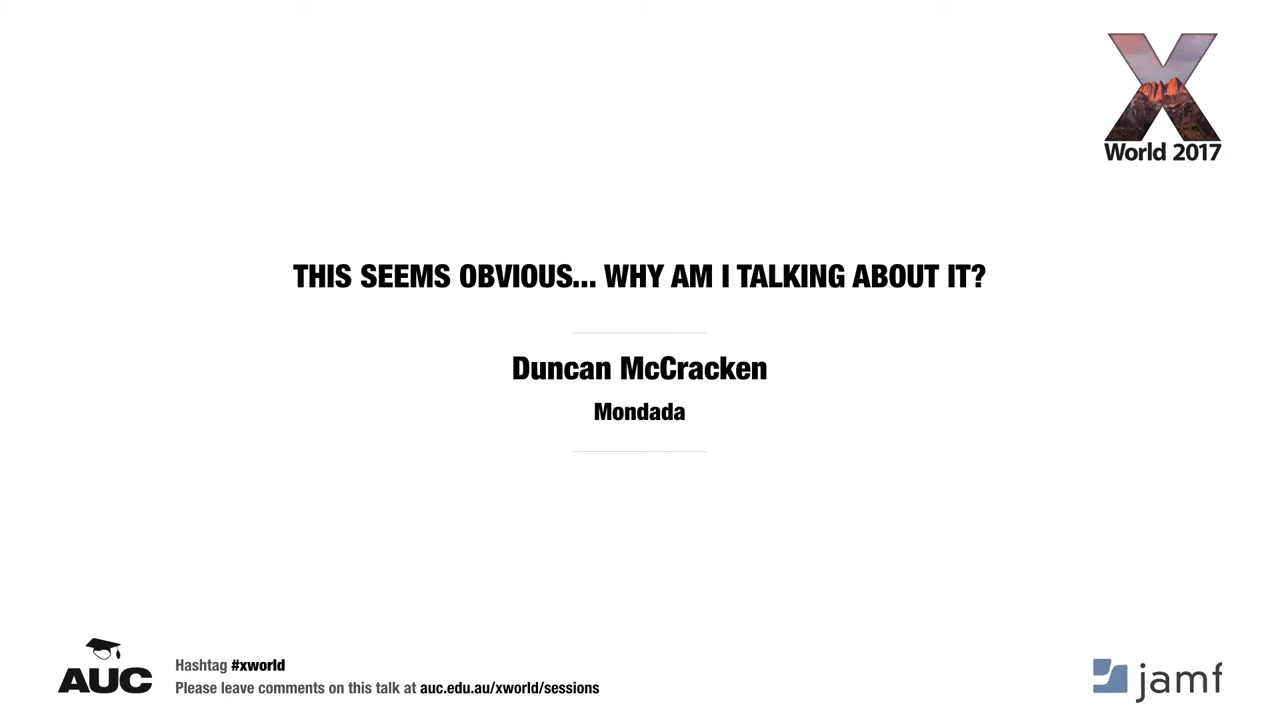 X
World 2017
THIS SEEMS OBVIOUS... WHY AM I TALKING ABOUT IT?
Duncan McCracken
Mondada
AUC
Hashtag #xworld
Please leave comments on this talk at auc.edu.au/xworld/sessions
jamf